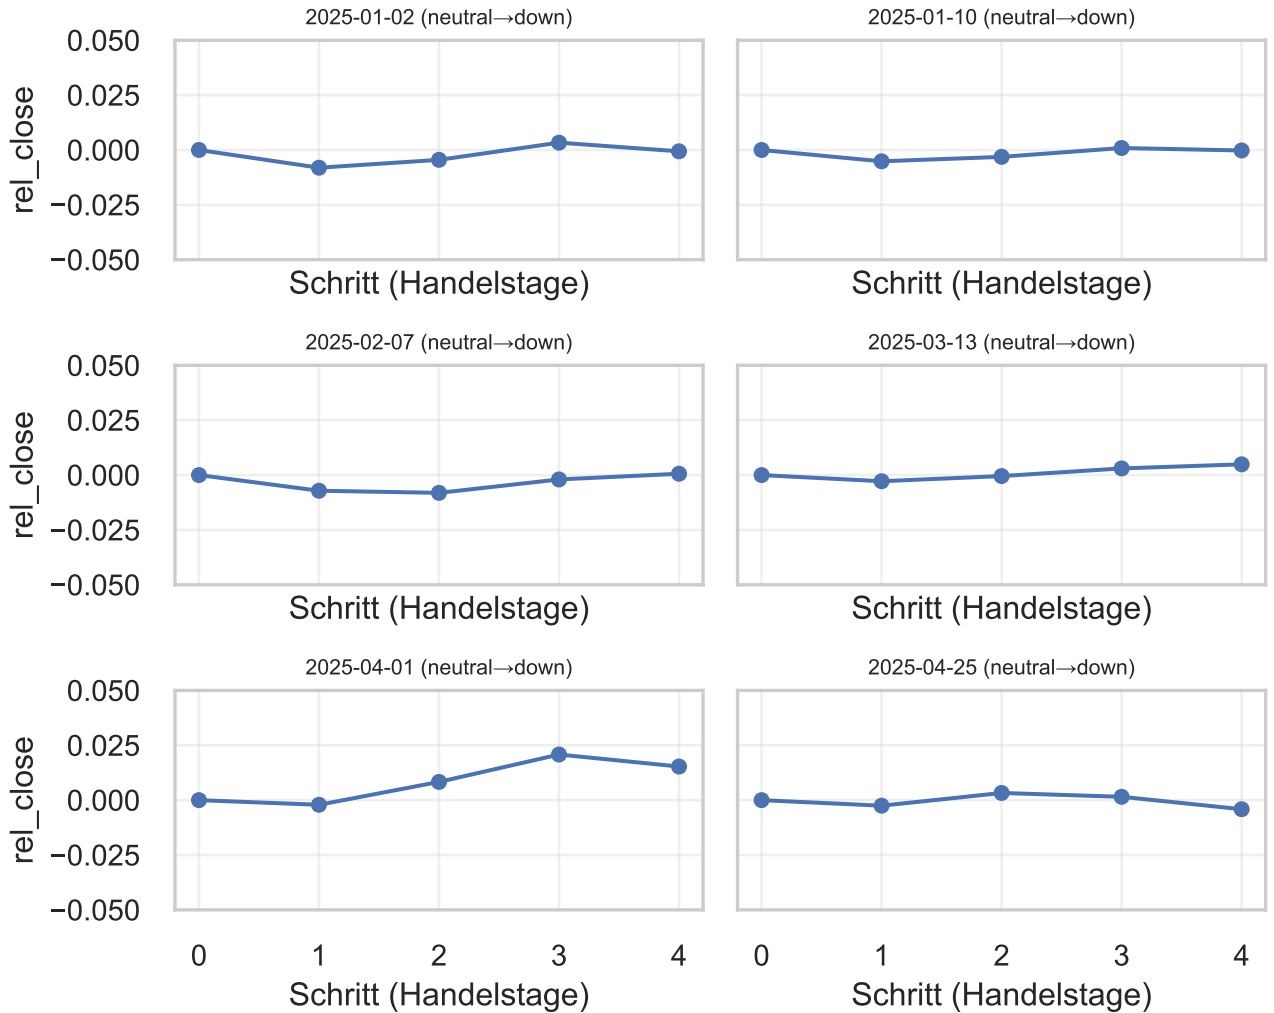 2025-01-02 (neutral→down)
2025-01-10 (neutral→down)
0.050
0.025
0.000
−0.025
−0.050
rel_close
Schritt (Handelstage)
Schritt (Handelstage)
2025-02-07 (neutral→down)
2025-03-13 (neutral→down)
0.050
0.025
0.000
−0.025
−0.050
rel_close
Schritt (Handelstage)
Schritt (Handelstage)
2025-04-01 (neutral→down)
2025-04-25 (neutral→down)
0.050
0.025
0.000
−0.025
−0.050
rel_close
0 1 2 3 4
0 1 2 3 4
Schritt (Handelstage)
Schritt (Handelstage)